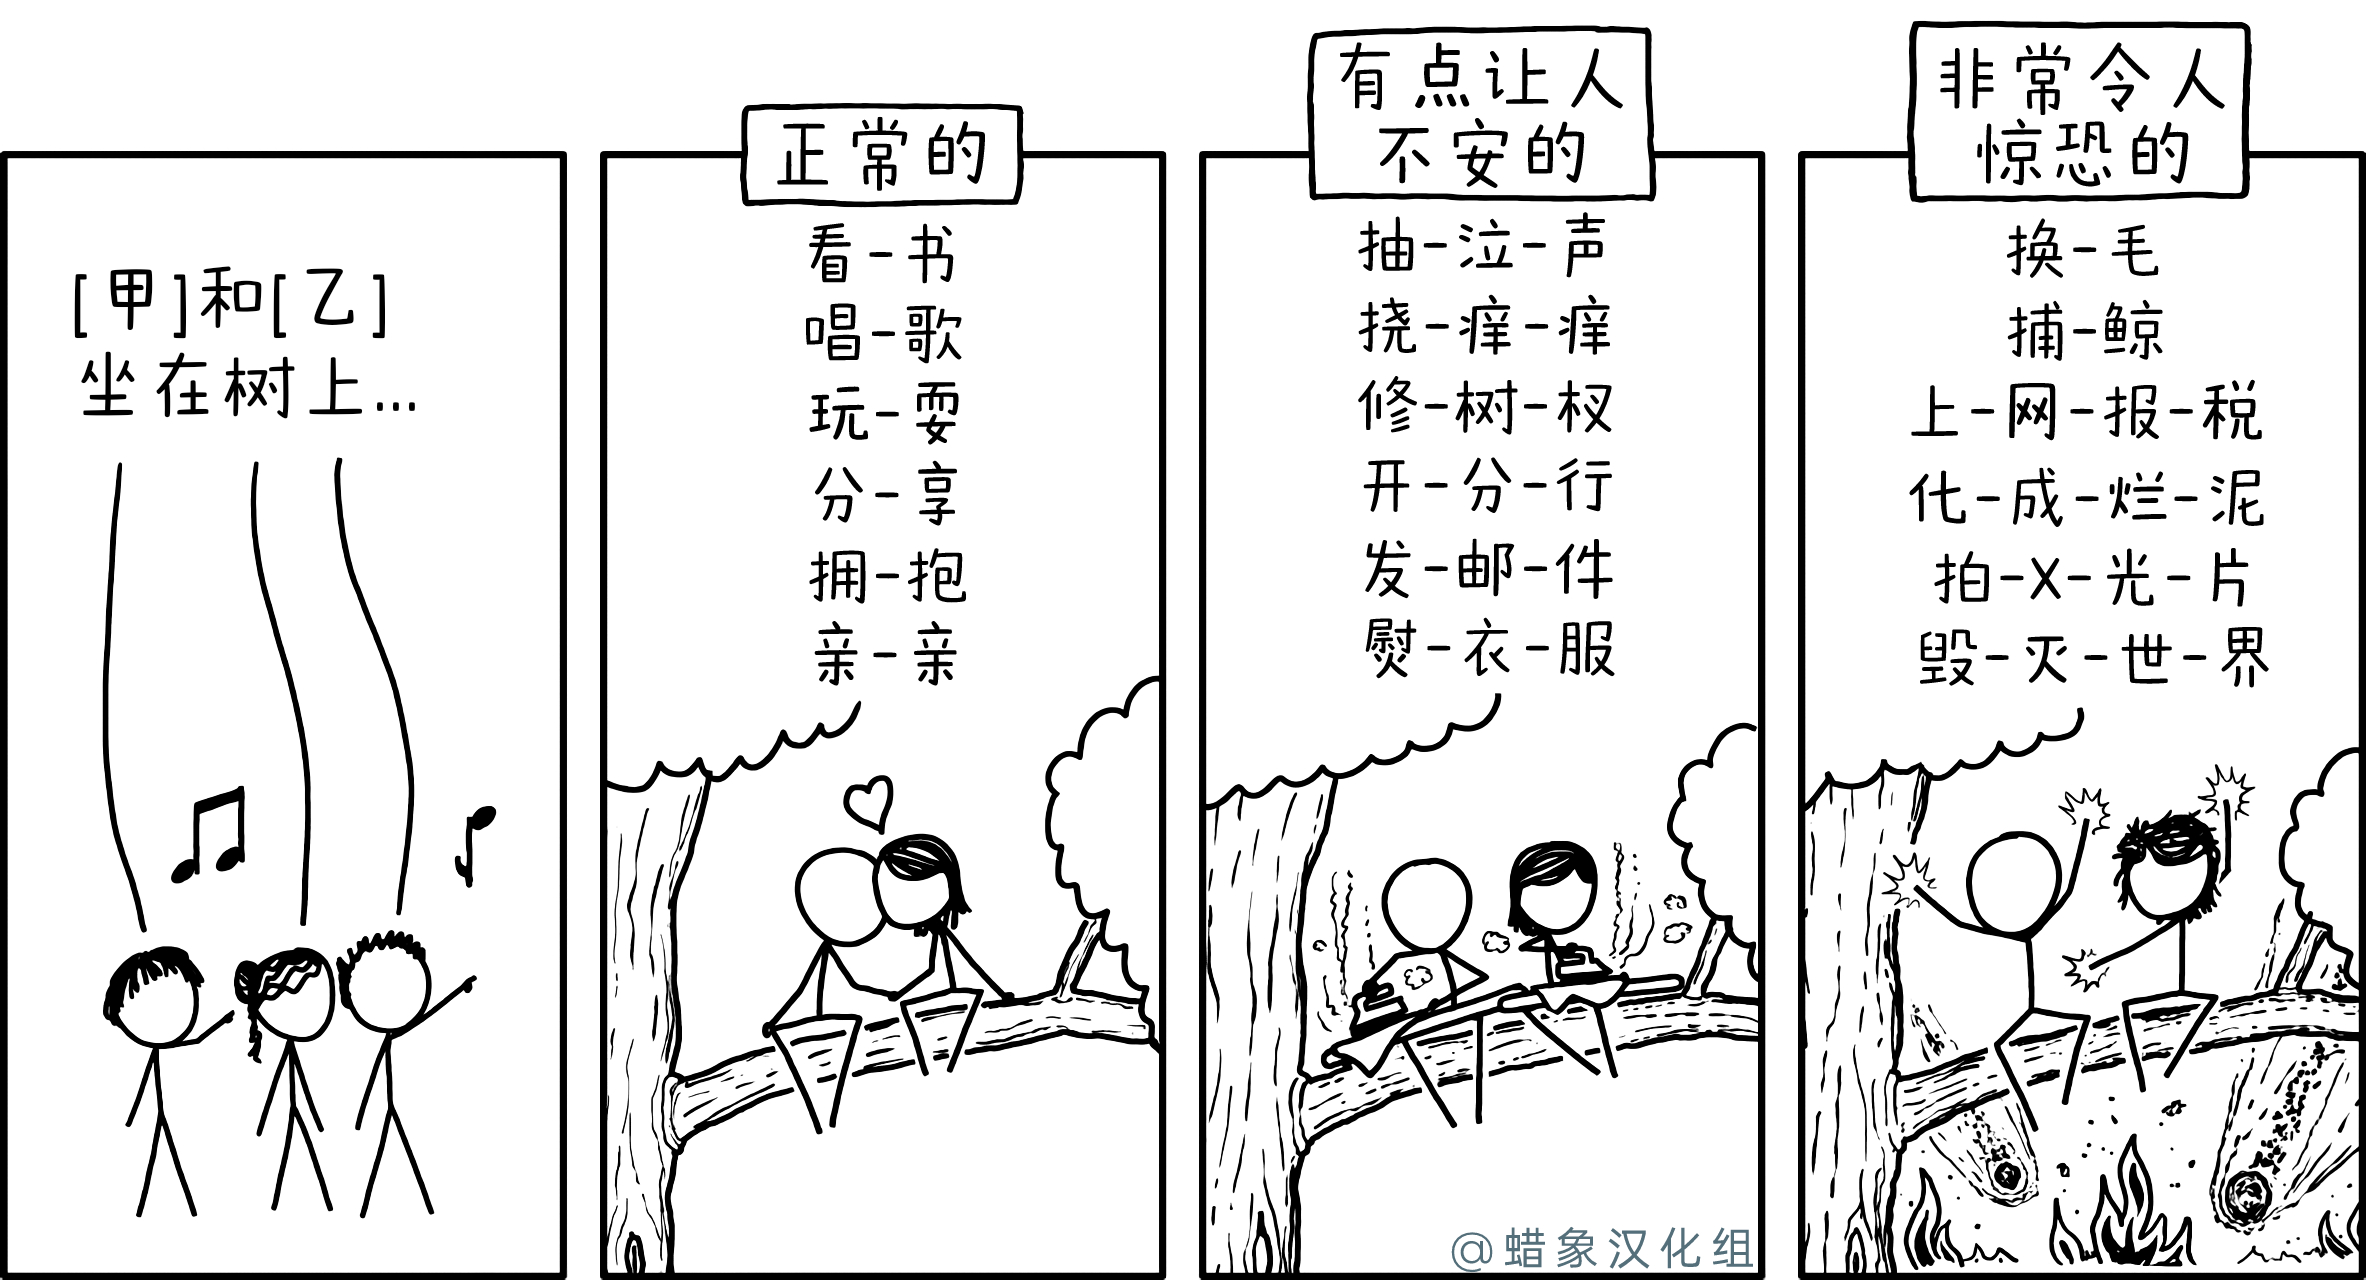 [甲]和[乙]
坐在树上...
正常的
看-书
唱-歌
玩-耍
分-享
拥-抱
亲-亲
有点让人
不安的
抽-泣-声
挠-痒-痒
修-树-杈
开-分-行
发-邮-件
熨-衣-服
@蜡象汉化组
非常令人
惊恐的
换-毛
捕-鲸
上-网-报-税
化-成-烂-泥
拍-X-光-片
毁-灭-世-界